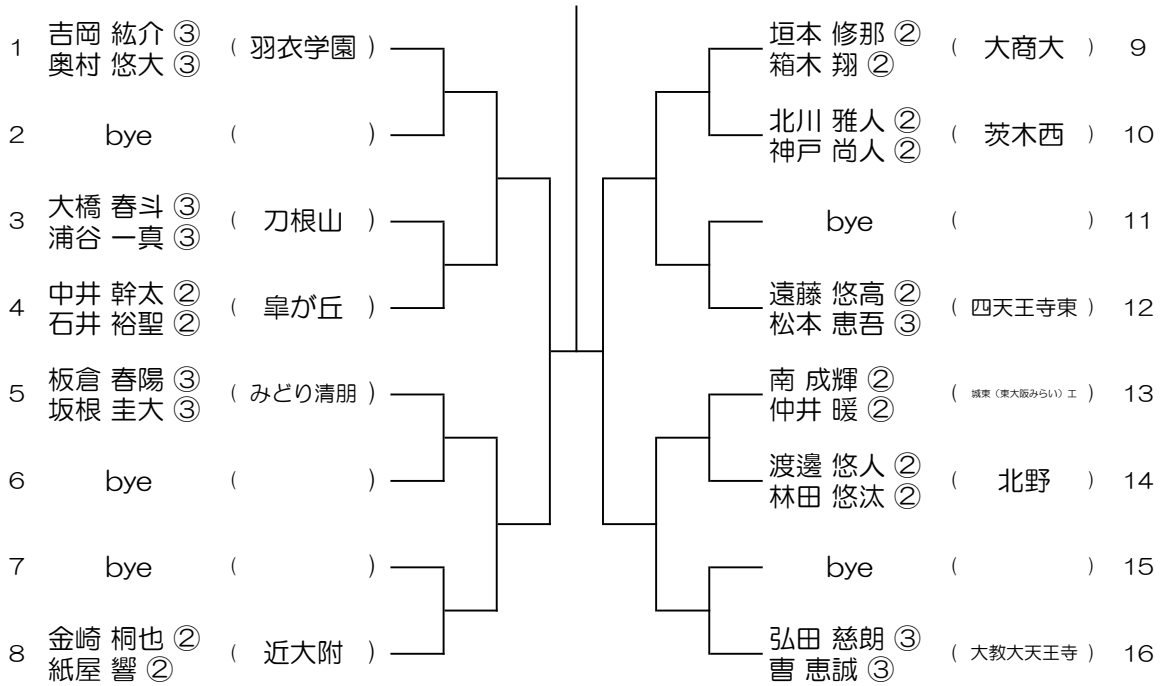 1 吉岡 紘介 ③ ( 羽衣学園 )
奥村 悠大 ③
2 bye ( )
3 大橋 春斗 ③ ( 刀根山 )
浦谷 一真 ③
4 中井 幹太 ② ( 皐が丘 )
石井 裕聖 ②
5 板倉 春陽 ③ ( みどり清朋 )
坂根 圭大 ③
6 bye ( )
7 bye ( )
8 金崎 桐也 ② ( 近大附 )
紙屋 響 ②
垣本 修那 ② ( 大商大 ) 9
箱木 翔 ②
北川 雅人 ② ( 茨木西 ) 10
神戸 尚人 ②
bye ( ) 11
遠藤 悠高 ② ( 四天王寺東 ) 12
松本 恵吾 ③
南 成輝 ② ( 城東（東大阪みらい）工 ) 13
仲井 暖 ②
渡邊 悠人 ② ( 北野 ) 14
林田 悠汰 ②
bye ( ) 15
弘田 慈朗 ③ ( 大教大天王寺 ) 16
曺 恵誠 ③